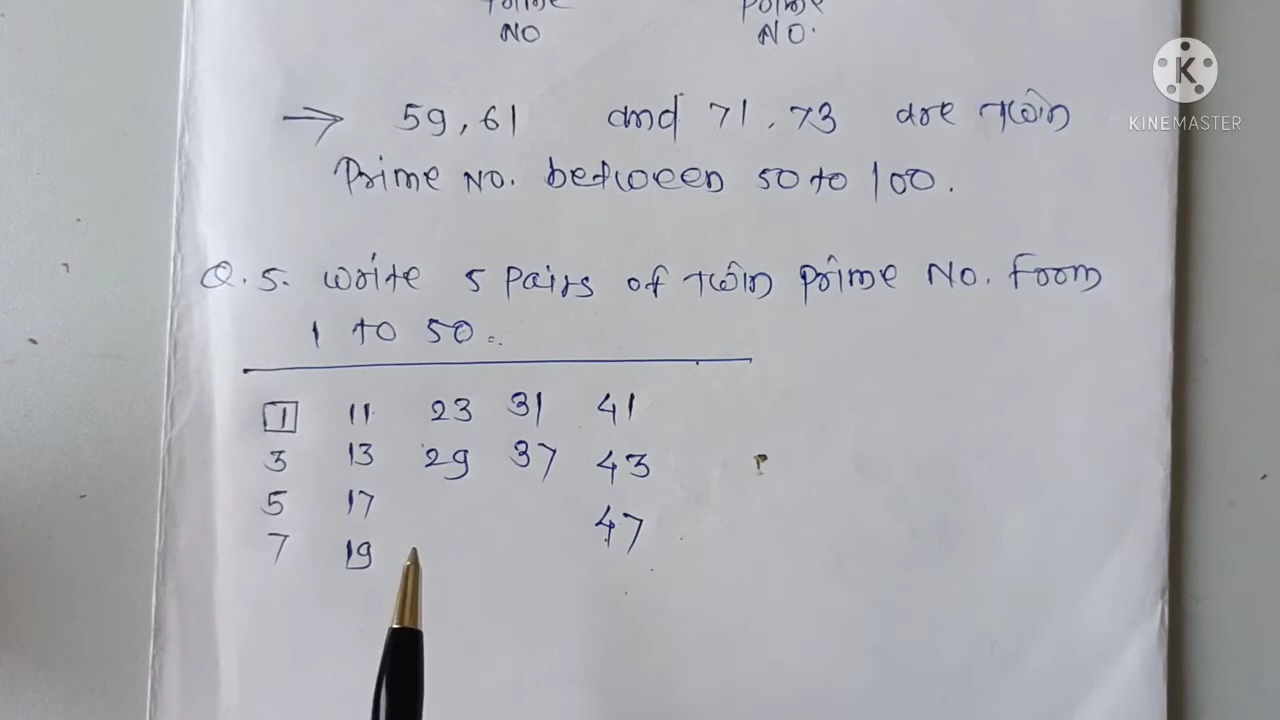 NO NO.
→ 59, 61 and 71, 73 are twin
Prime NO. between 50 to 100.
Q.5. Write 5 Pairs of twin Prime NO. From
1 to 50.
1 11 23 31 41
3 13 29 37 43
5 17 47
7 19
K
KINEMASTER